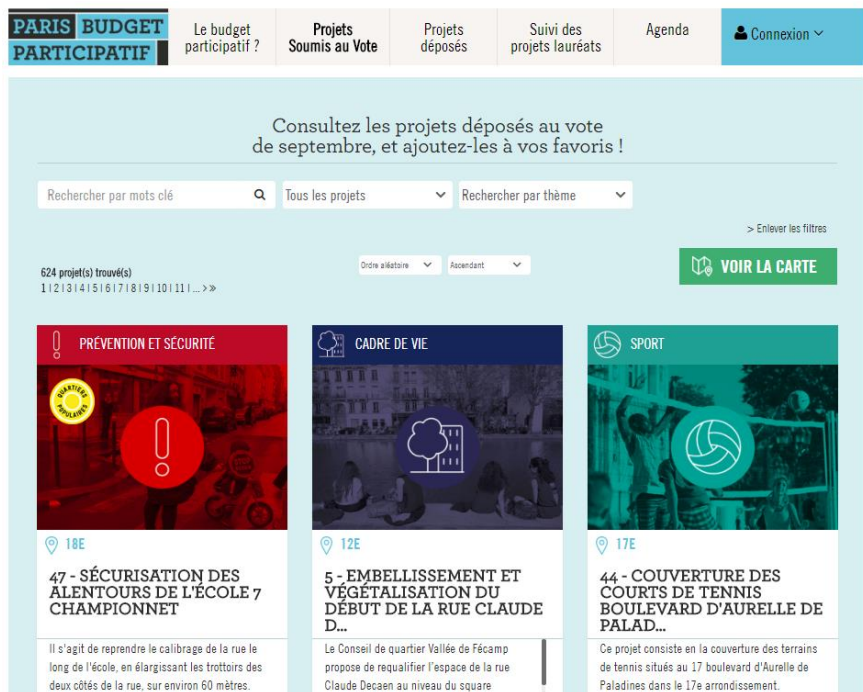 PARIS BUDGET
PARTICIPATIF
Le budget
participatif ?
Projets
Soumis au Vote
Projets
déposés
Suivi des
projets lauréats
Agenda
Connexion
Consultez les projets déposés au vote
de septembre, et ajoutez-les à vos favoris !
Rechercher par mots clé
Tous les projets
Rechercher par thème
> Enlever les filtres
624 projet(s) trouvé(s)
1 | 2 | 3 | 4 | 5 | 6 | 7 | 8 | 9 | 10 | 11 | ... > »
Ordre aléatoire
Ascendant
VOIR LA CARTE
PRÉVENTION ET SÉCURITÉ
QUARTIERS
POPULAIRES
18E
47 - SÉCURISATION DES
ALENTOURS DE L'ÉCOLE 7
CHAMPIONNET
Il s'agit de reprendre le calibrage de la rue le
long de l'école, en élargissant les trottoirs des
deux côtés de la rue, sur environ 60 mètres.
CADRE DE VIE
12E
5 - EMBELLISSEMENT ET
VÉGÉTALISATION DU
DÉBUT DE LA RUE CLAUDE
D...
Le Conseil de quartier Vallée de Fécamp
propose de requalifier l'espace de la rue
Claude Decaen au niveau du square
SPORT
17E
44 - COUVERTURE DES
COURTS DE TENNIS
BOULEVARD D'AURELLE DE
PALAD...
Ce projet consiste en la couverture des terrains
de tennis situés au 17 boulevard d'Aurelle de
Paladines dans le 17e arrondissement.